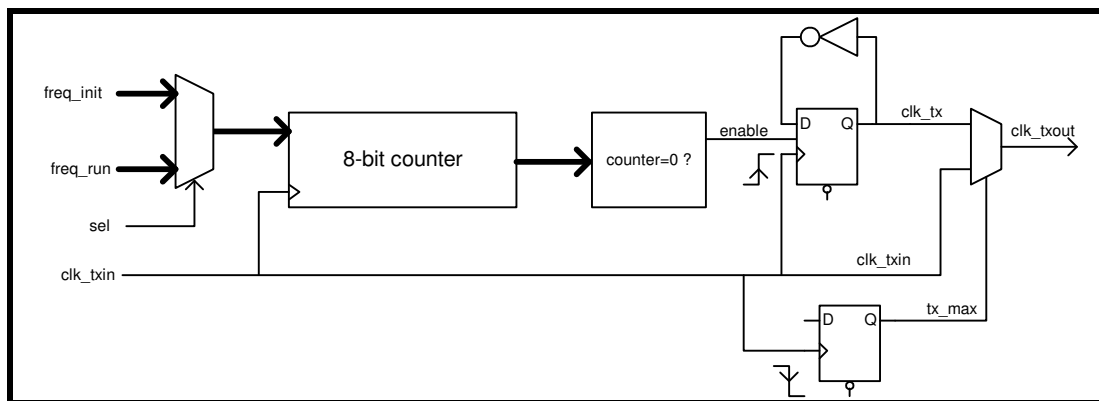 freq_init
freq_run
sel
clk_txin
8-bit counter
counter=0 ?
enable
D
Q
clk_tx
clk_txout
clk_txin
D
Q
tx_max